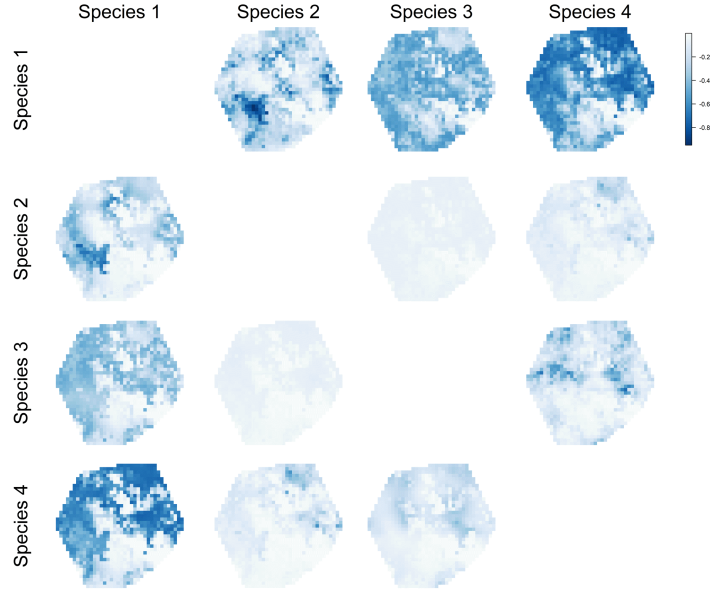 Species 1
Species 2
Species 3
Species 4
Species 1
-0.2
-0.4
-0.6
-0.8
Species 2
Species 3
Species 4